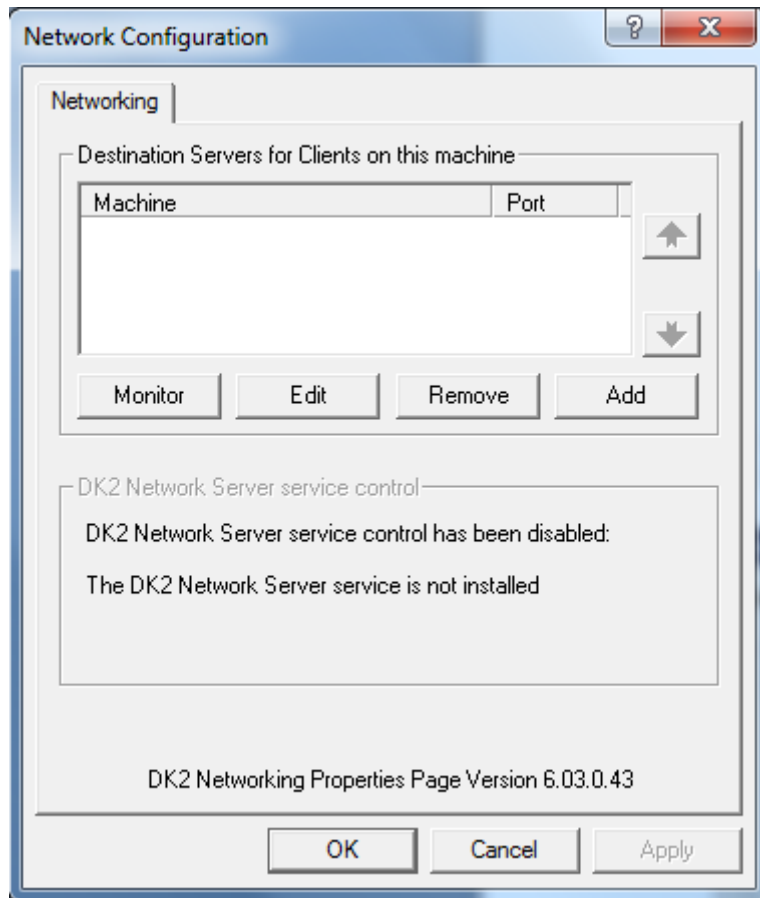 Network Configuration
Networking
Destination Servers for Clients on this machine
Machine Port
Monitor Edit Remove Add
DK2 Network Server service control
DK2 Network Server service control has been disabled:
The DK2 Network Server service is not installed
DK2 Networking Properties Page Version 6.03.0.43
OK Cancel Apply